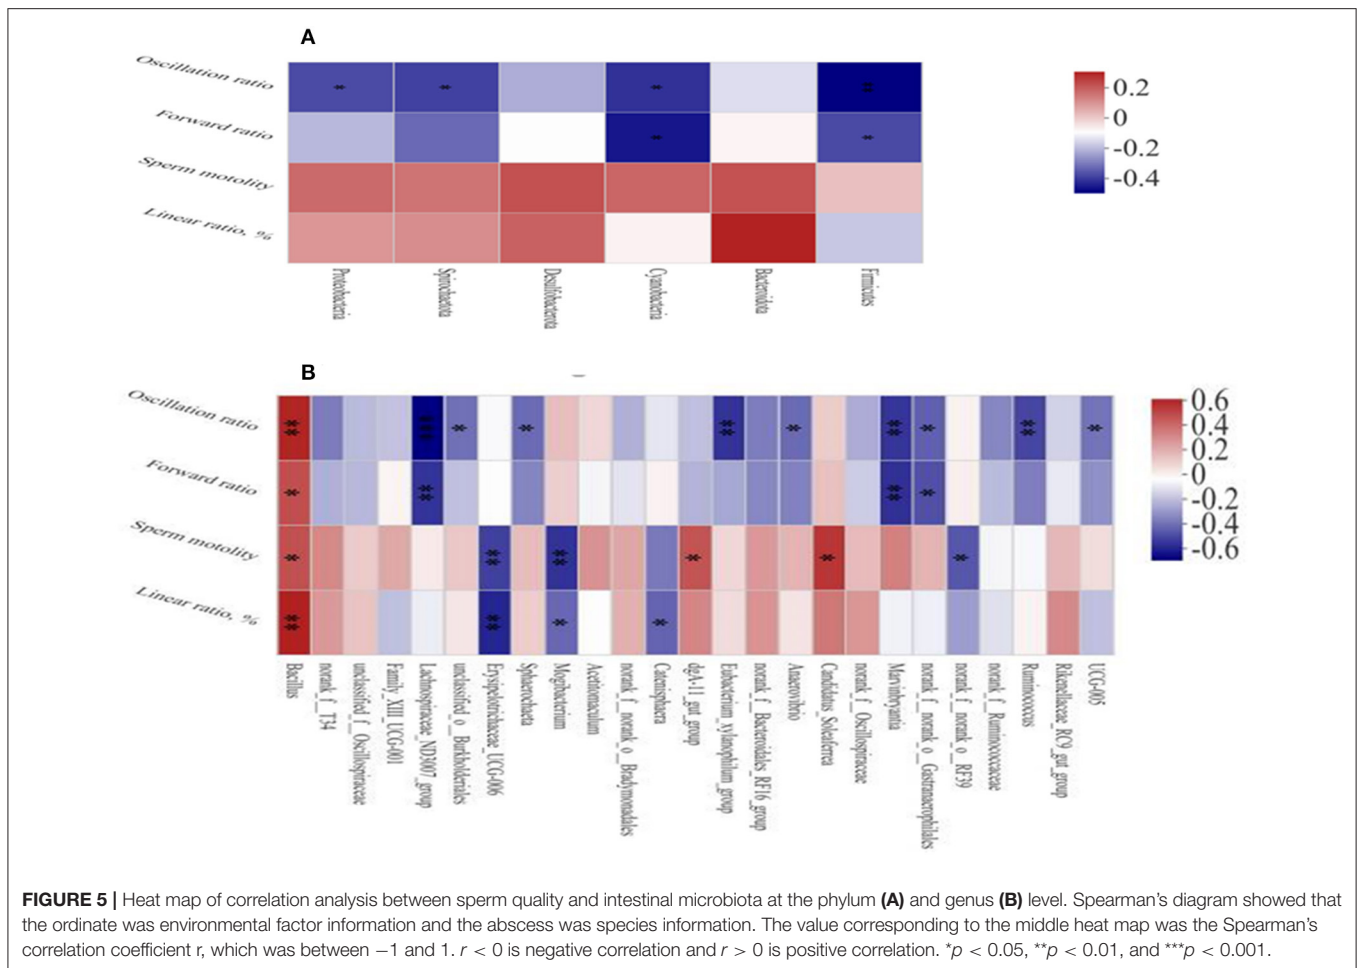 A
Oscillation ratio
Forward ratio
Sperm motolity
Linear ratio, %
* * * **
* *
0.2
0
-0.2
-0.4
Proteobacteria
Spirochaetota
Desulfobacterota
Cyanobacteria
Bacteroidota
Firmicutes
B
Oscillation ratio
Forward ratio
Sperm motolity
Linear ratio, %
** *** * * ** * ** * ** *
* ** ** *
* ** ** * * *
** ** * *
0.6
0.4
0.2
0
-0.2
-0.4
-0.6
Bacillus
norank_f_T34
unclassified_f_Oscillospiraceae
Family_XIII_UCG-001
Lachnospiraceae_ND3007_group
unclassified_o_Burkholderiales
Erysipelotrichaceae_UCG-006
Sphaerochaeta
Mogibacterium
Acetitomaculum
norank_f_norank_o_Bradymonadales
Catenisphaera
dgA-11_gut_group
Eubacterium_xylanophilum_group
norank_f_Bacteroidales_RF16_group
Anaerovibrio
Candidatus_Soleaferrea
norank_f_Oscillospiraceae
Marvinbryantia
norank_f_norank_o_Gastranaerophilales
norank_f_norank_o_RF39
norank_f_Ruminococcaceae
Ruminococcus
Rikenellaceae_RC9_gut_group
UCG-005
FIGURE 5 | Heat map of correlation analysis between sperm quality and intestinal microbiota at the phylum (A) and genus (B) level. Spearman's diagram showed that
the ordinate was environmental factor information and the abscess was species information. The value corresponding to the middle heat map was the Spearman's
correlation coefficient r, which was between −1 and 1. r < 0 is negative correlation and r > 0 is positive correlation. *p < 0.05, **p < 0.01, and ***p < 0.001.